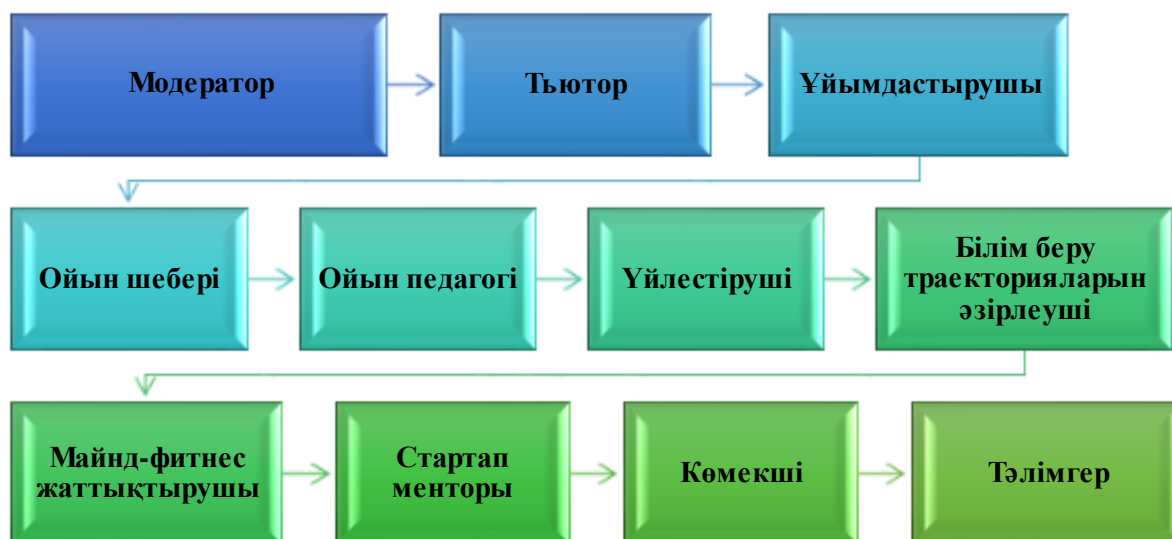 Модератор
Тьютор
Ұйымдастырушы
Ойын шебері
Ойын педагогі
Үйлестіруші
Білім беру
траекторияларын
әзірлеуші
Майнд-фитнес
жаттықтырушы
Стартап
менторы
Көмекші
Тәлімгер